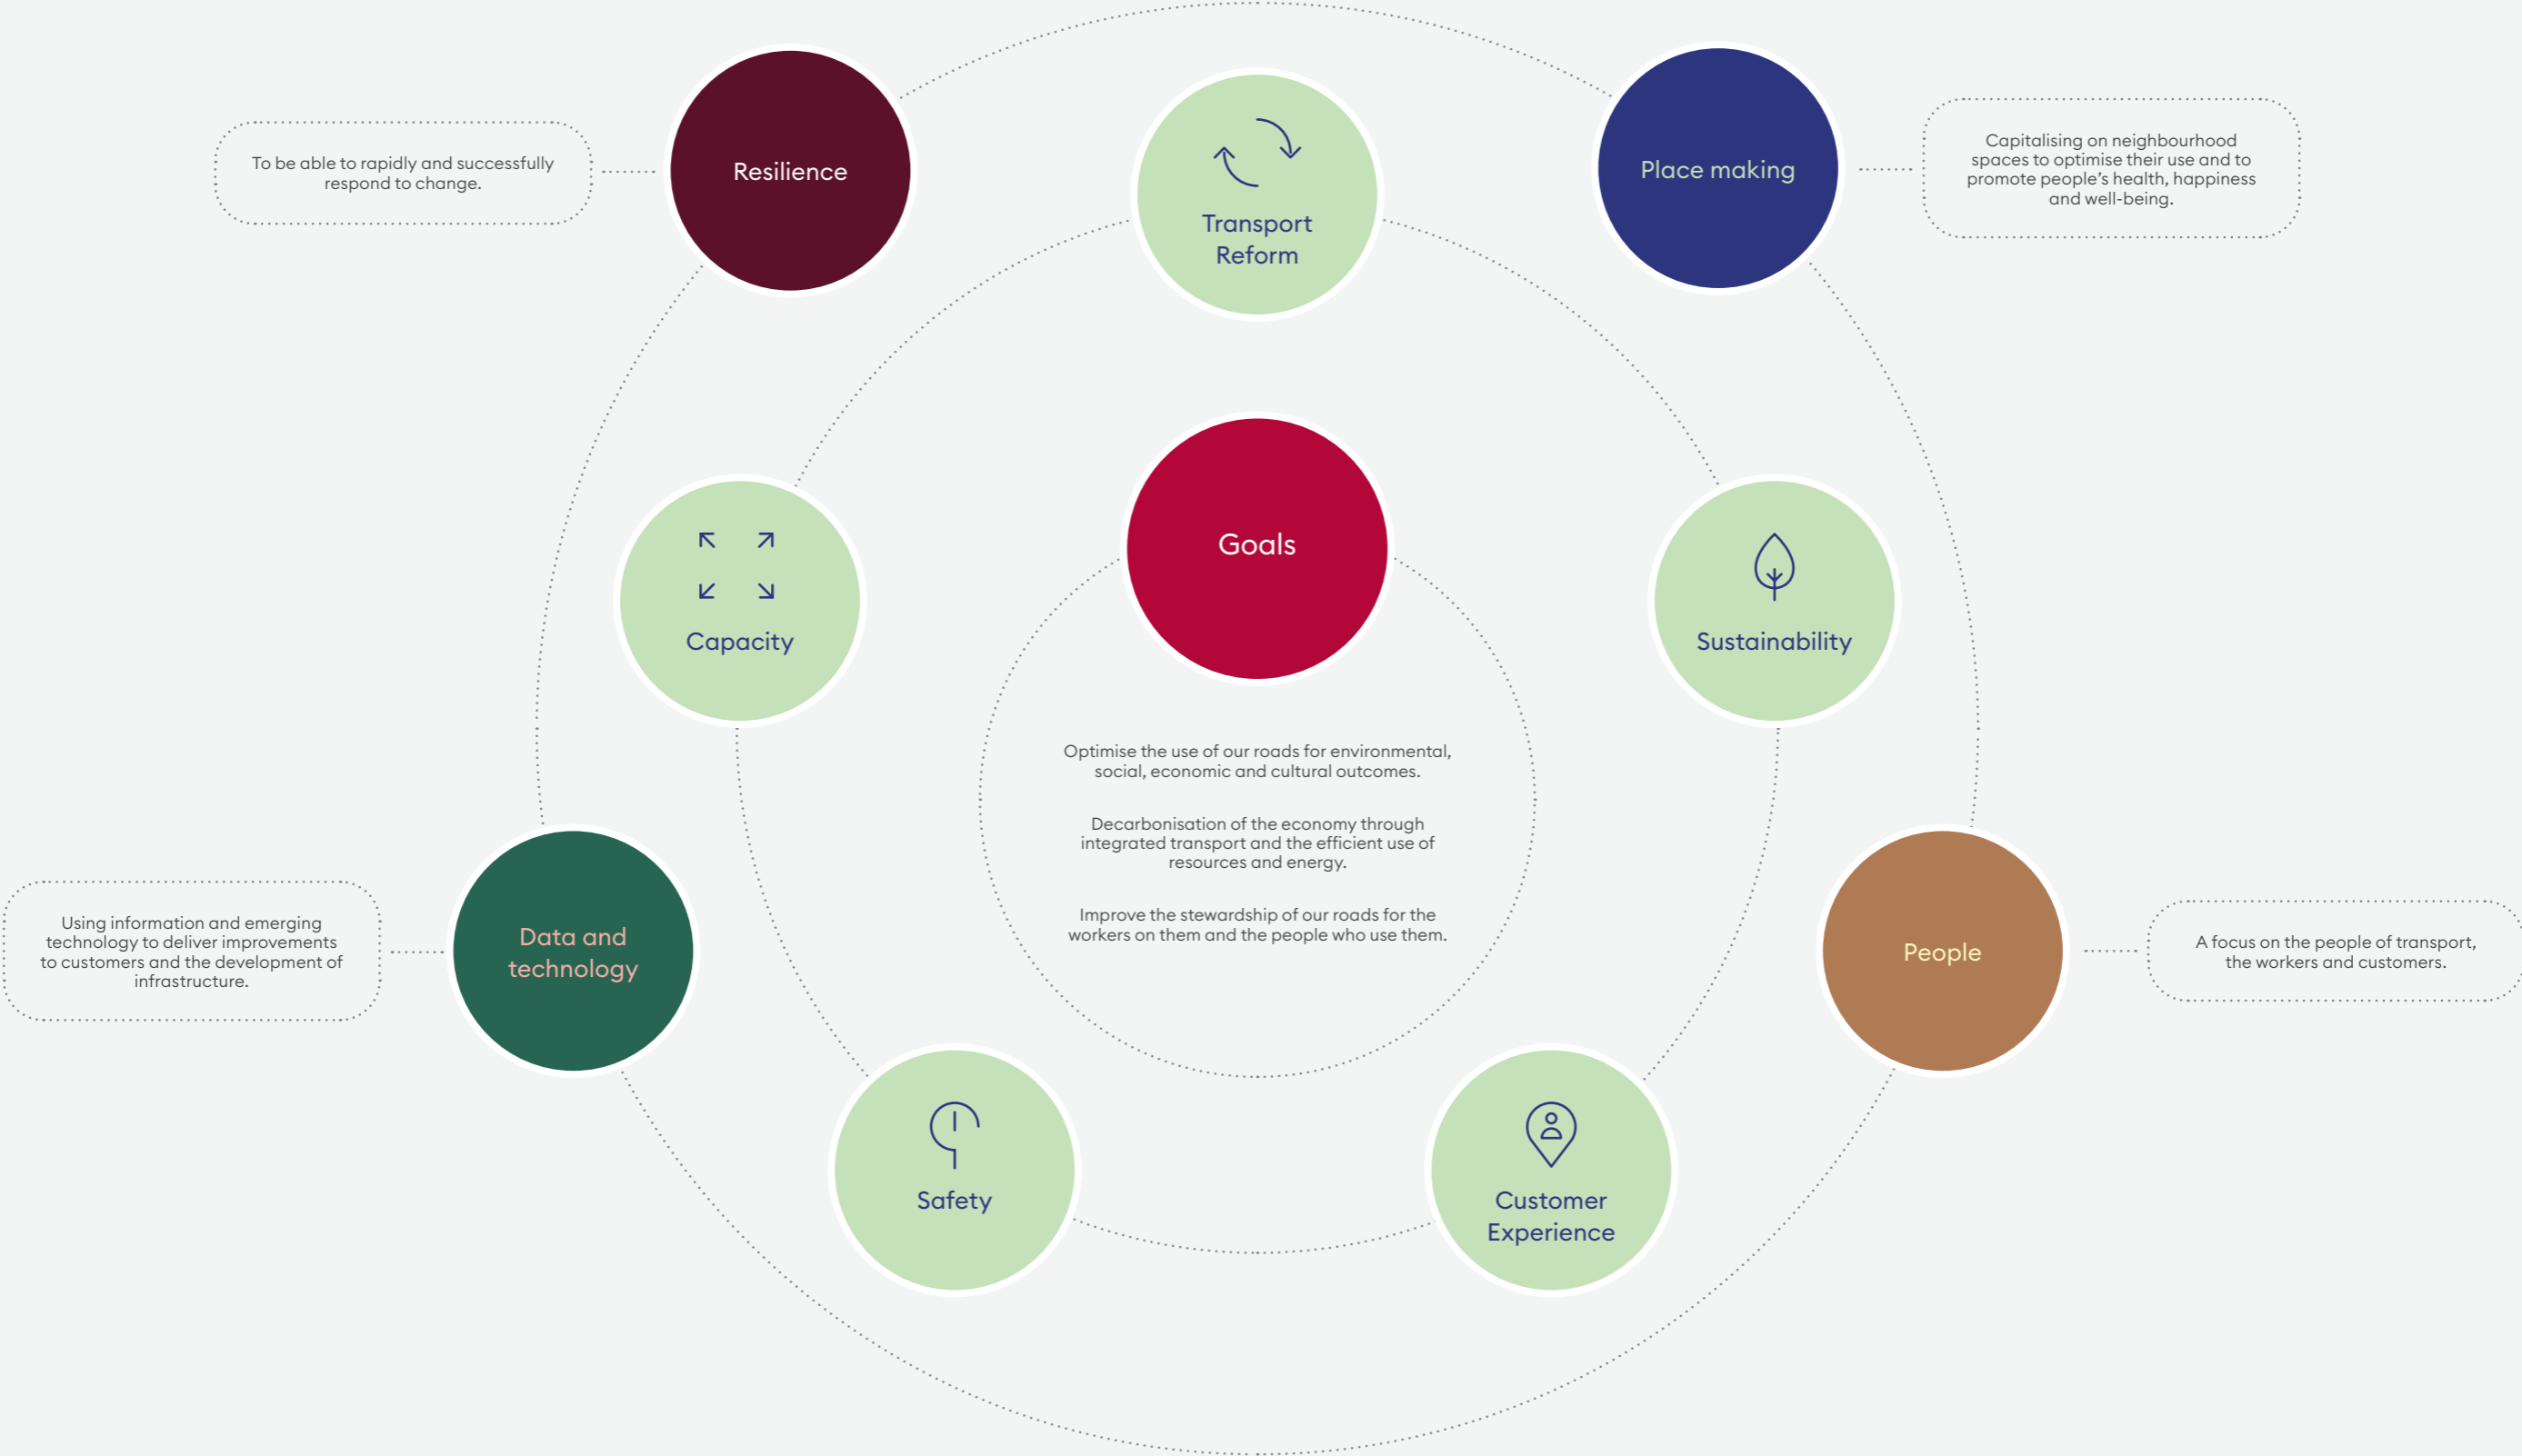 To be able to rapidly and successfully
respond to change.
Resilience
Transport
Reform
Place making
Capitalising on neighbourhood
spaces to optimise their use and to
promote people’s health, happiness
and well-being.
Capacity
Goals
Sustainability
Optimise the use of our roads for environmental,
social, economic and cultural outcomes.
Decarbonisation of the economy through
integrated transport and the efficient use of
resources and energy.
Improve the stewardship of our roads for the
workers on them and the people who use them.
Using information and emerging
technology to deliver improvements
to customers and the development of
infrastructure.
Data and
technology
People
A focus on the people of transport,
the workers and customers.
Safety
Customer
Experience